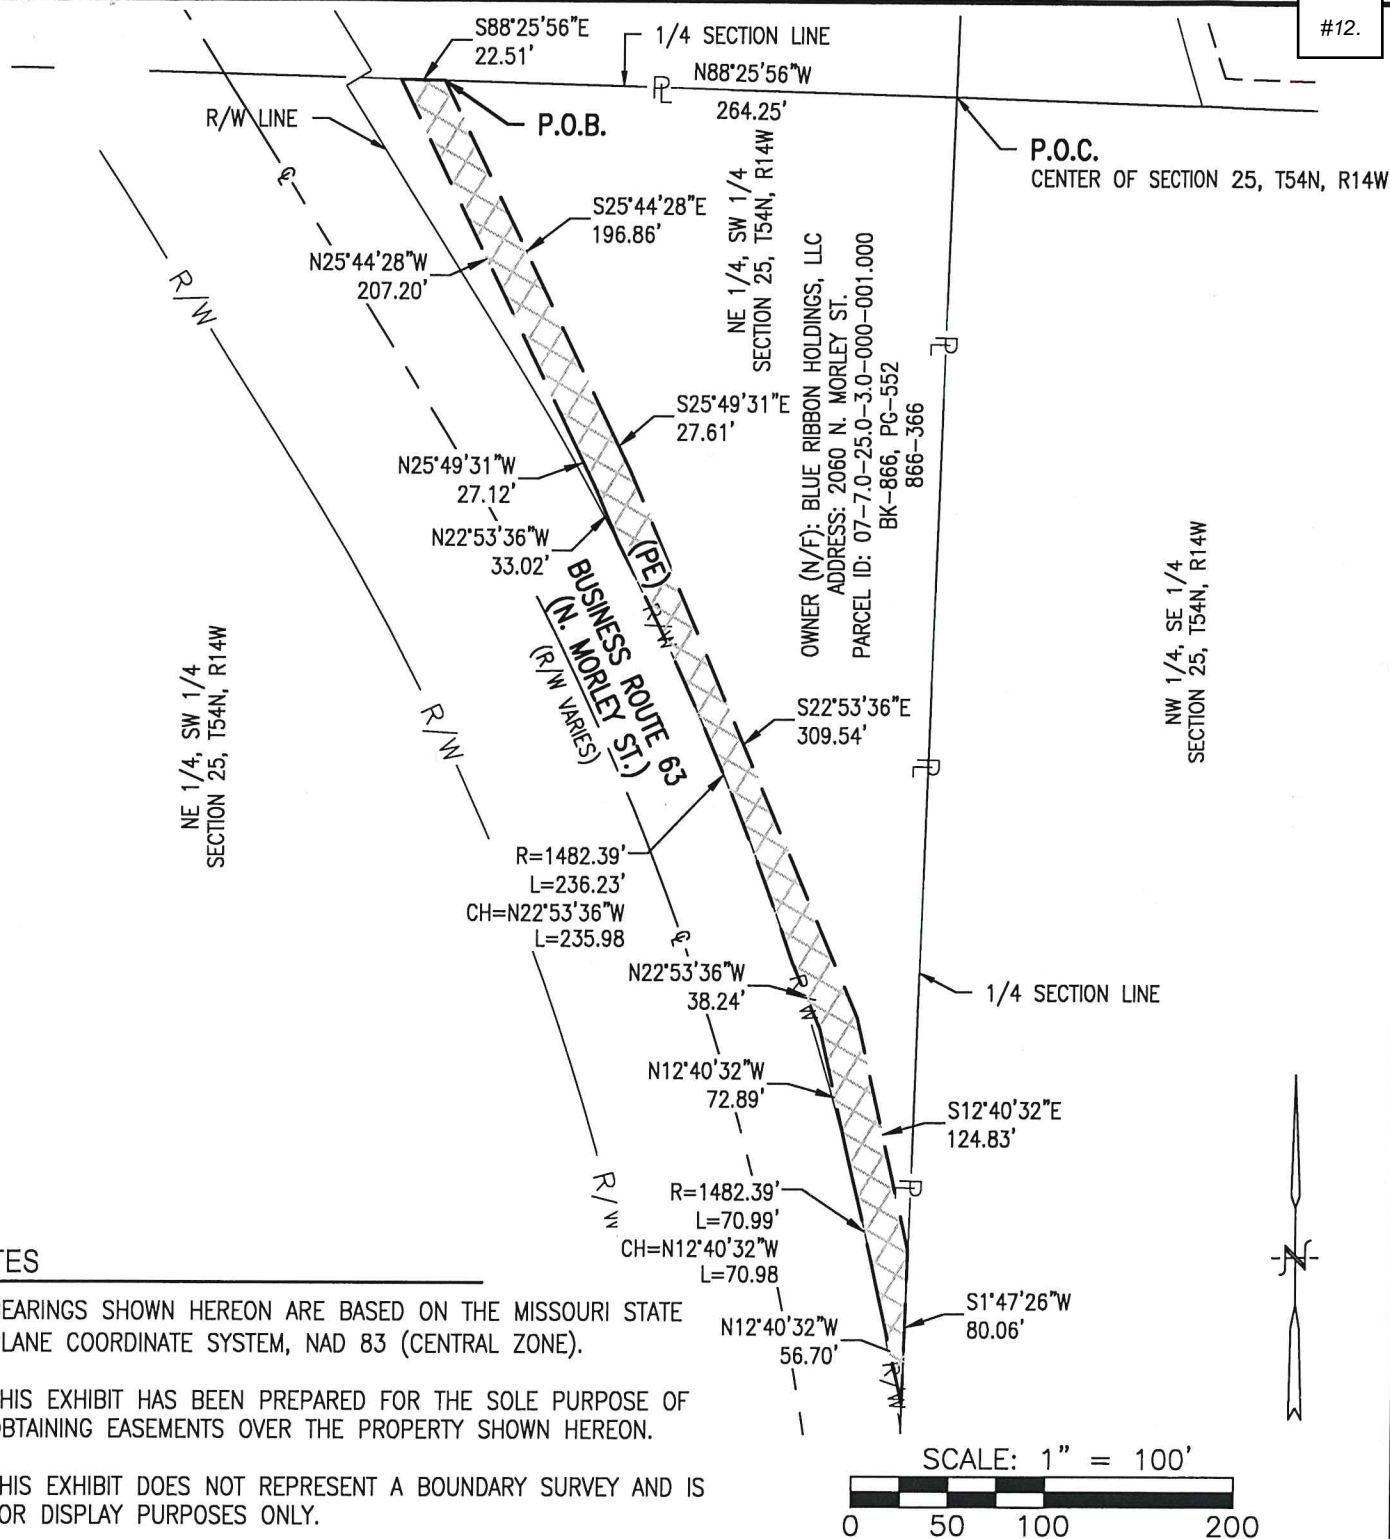 #12.
S88°25'56"E
22.51'
1/4 SECTION LINE
N88°25'56"W
264.25'
PL
R/W LINE
P.O.B.
P.O.C.
CENTER OF SECTION 25, T54N, R14W
CL
S25°44'28"E
196.86'
NE 1/4, SW 1/4
SECTION 25, T54N, R14W
N25°44'28"W
207.20'
R/W
OWNER (N/F): BLUE RIBBON HOLDINGS, LLC
ADDRESS: 2060 N. MORLEY ST.
PARCEL ID: 07-7.0-25.0-3.0-000-001.000
BK-866, PG-552
866-366
PL
S25°49'31"E
27.61'
N25°49'31"W
27.12'
N22°53'36"W
33.02'
(PE)
R/W
BUSINESS ROUTE 63
(N. MORLEY ST.)
(R/W VARIES)
NW 1/4, SE 1/4
SECTION 25, T54N, R14W
NE 1/4, SW 1/4
SECTION 25, T54N, R14W
R/W
S22°53'36"E
309.54'
PL
R=1482.39'
L=236.23'
CH=N22°53'36"W
L=235.98
CL
N22°53'36"W
38.24'
R/W
1/4 SECTION LINE
N12°40'32"W
72.89'
S12°40'32"E
124.83'
PL
R/W
R=1482.39'
L=70.99'
CH=N12°40'32"W
L=70.98
S1°47'26"W
80.06'
N12°40'32"W
56.70'
R/W
N
TES
EARINGS SHOWN HEREON ARE BASED ON THE MISSOURI STATE
LANE COORDINATE SYSTEM, NAD 83 (CENTRAL ZONE).
HIS EXHIBIT HAS BEEN PREPARED FOR THE SOLE PURPOSE OF
BTAINING EASEMENTS OVER THE PROPERTY SHOWN HEREON.
HIS EXHIBIT DOES NOT REPRESENT A BOUNDARY SURVEY AND IS
OR DISPLAY PURPOSES ONLY.
SCALE: 1" = 100'
0 50 100 200